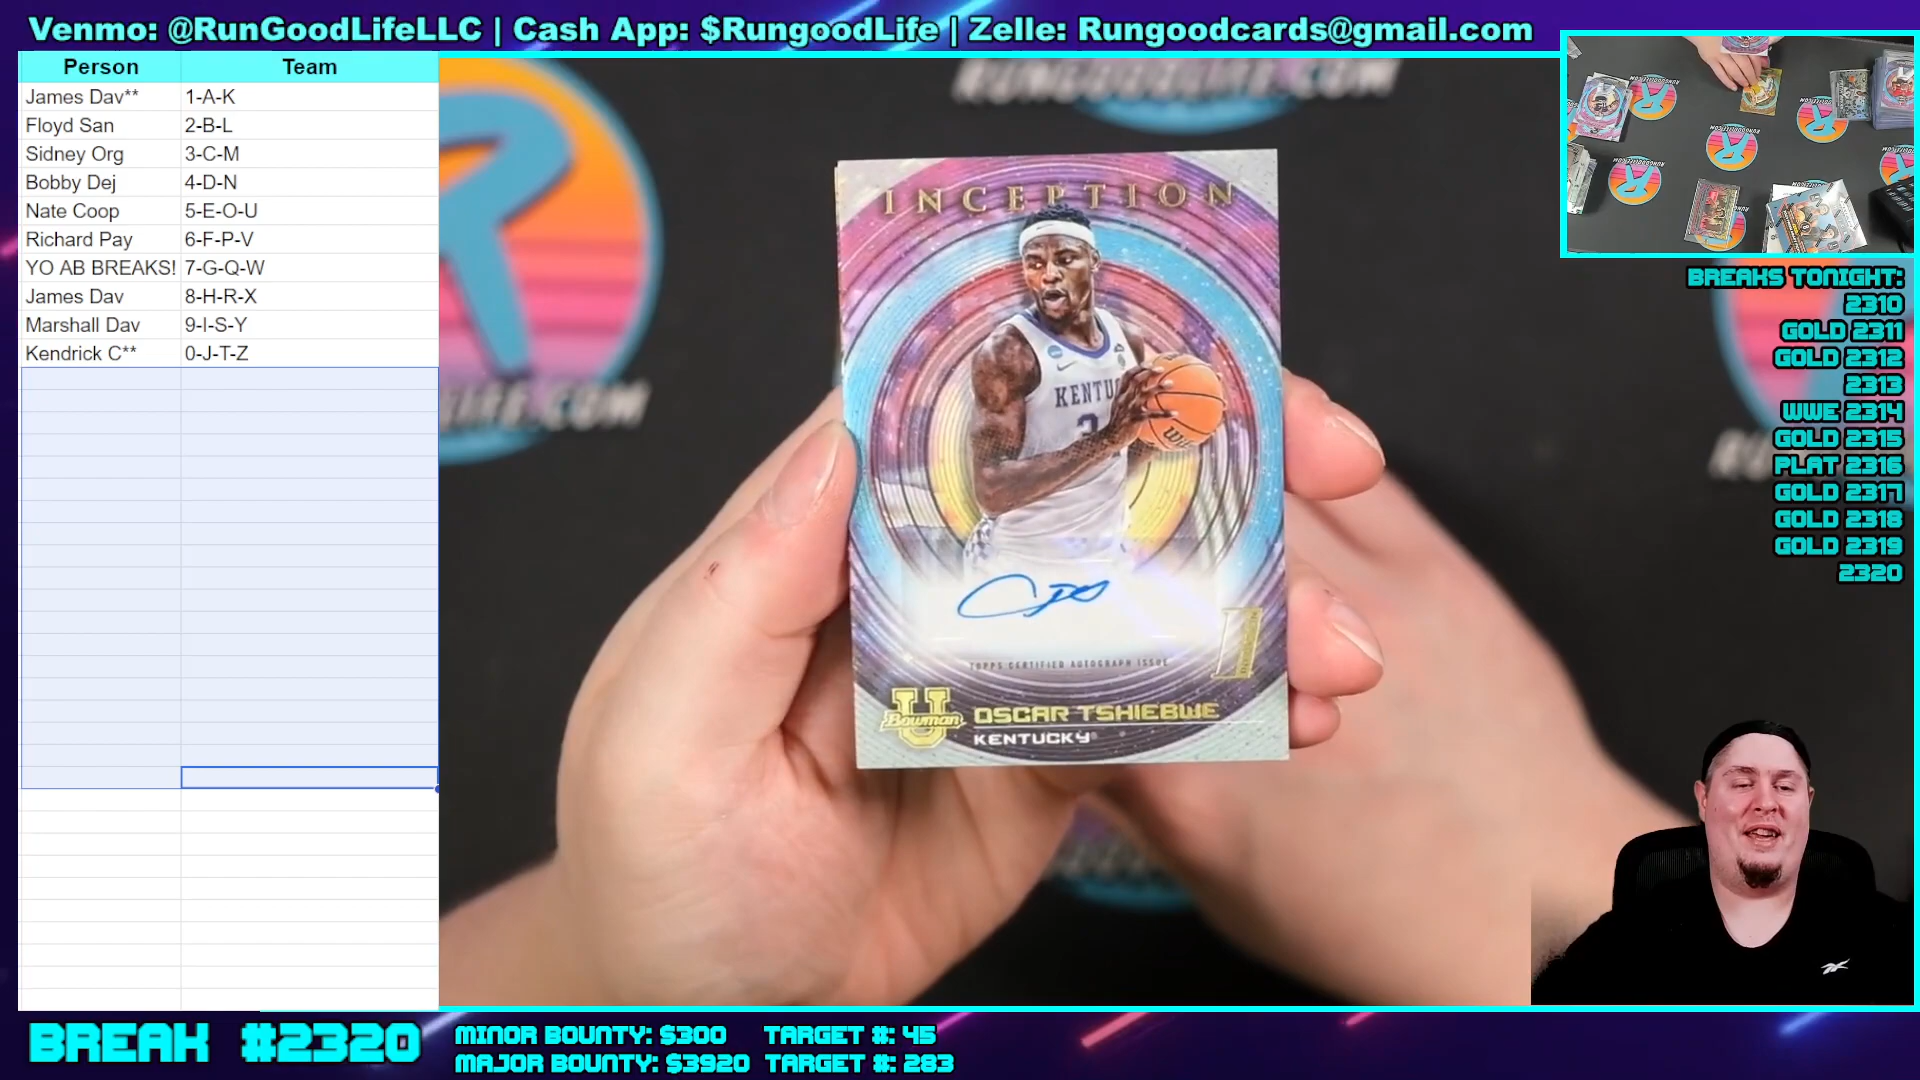 Venmo: @RunGoodLifeLLC | Cash App: $RungoodLife | Zelle: Rungoodcards@gmail.com
Person Team
James Dav** 1-A-K
Floyd San 2-B-L
Sidney Org 3-C-M
Bobby Dej 4-D-N
Nate Coop 5-E-O-U
Richard Pay 6-F-P-V
YO AB BREAKS! 7-G-Q-W
James Dav 8-H-R-X
Marshall Dav 9-I-S-Y
Kendrick C** 0-J-T-Z
RUNGOODLIFE.COM
INCEPTION
KENTUC
3
TOPPS CERTIFIED AUTOGRAPH ISSUE
U
Bowman
OSCAR TSHIEBWE
KENTUCKY®
BREAKS TONIGHT:
2310
GOLD 2311
GOLD 2312
2313
WWE 2314
GOLD 2315
PLAT 2316
GOLD 2317
GOLD 2318
GOLD 2319
2320
BREAK #2320
MINOR BOUNTY: $300 TARGET #: 45
MAJOR BOUNTY: $3920 TARGET #: 283